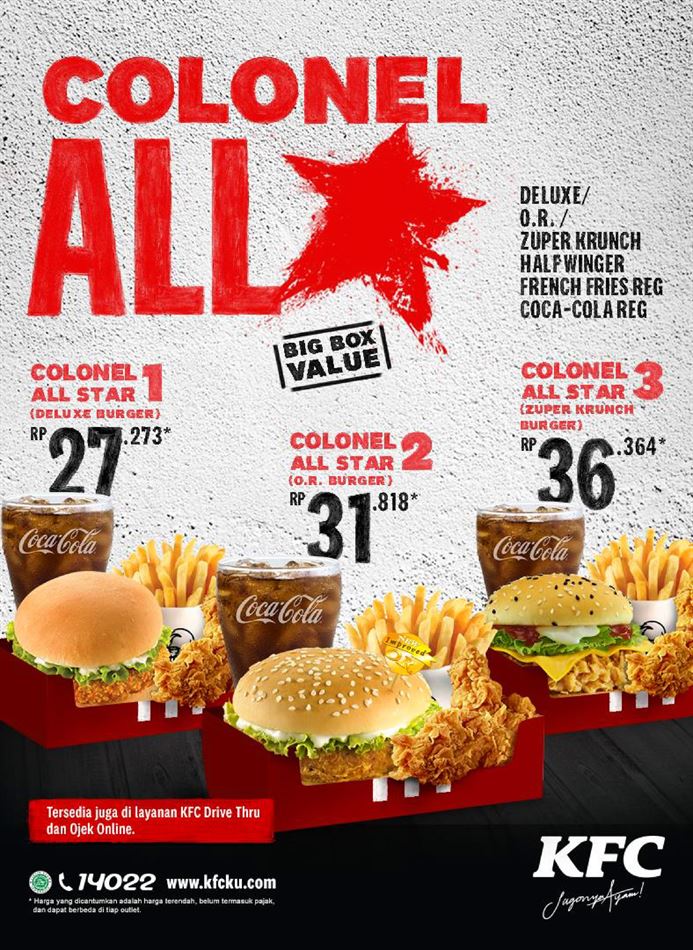 COLONEL
ALL
DELUXE/
O.R. /
ZUPER KRUNCH
HALF WINGER
FRENCH FRIES REG
COCA-COLA REG
BIG BOX
VALUE
COLONEL
ALL STAR 1
(DELUXE BURGER)
RP 27.273*
COLONEL
ALL STAR 2
(O.R. BURGER)
RP 31.818*
COLONEL
ALL STAR 3
(ZUPER KRUNCH
BURGER)
RP 36.364*
Coca-Cola
Coca-Cola
Coca-Cola
Improved
Tersedia juga di layanan KFC Drive Thru
dan Ojek Online.
14022 www.kfcku.com
* Harga yang dicantumkan adalah harga terendah, belum termasuk pajak,
dan dapat berbeda di tiap outlet.
KFC
Jagonya Ayam!